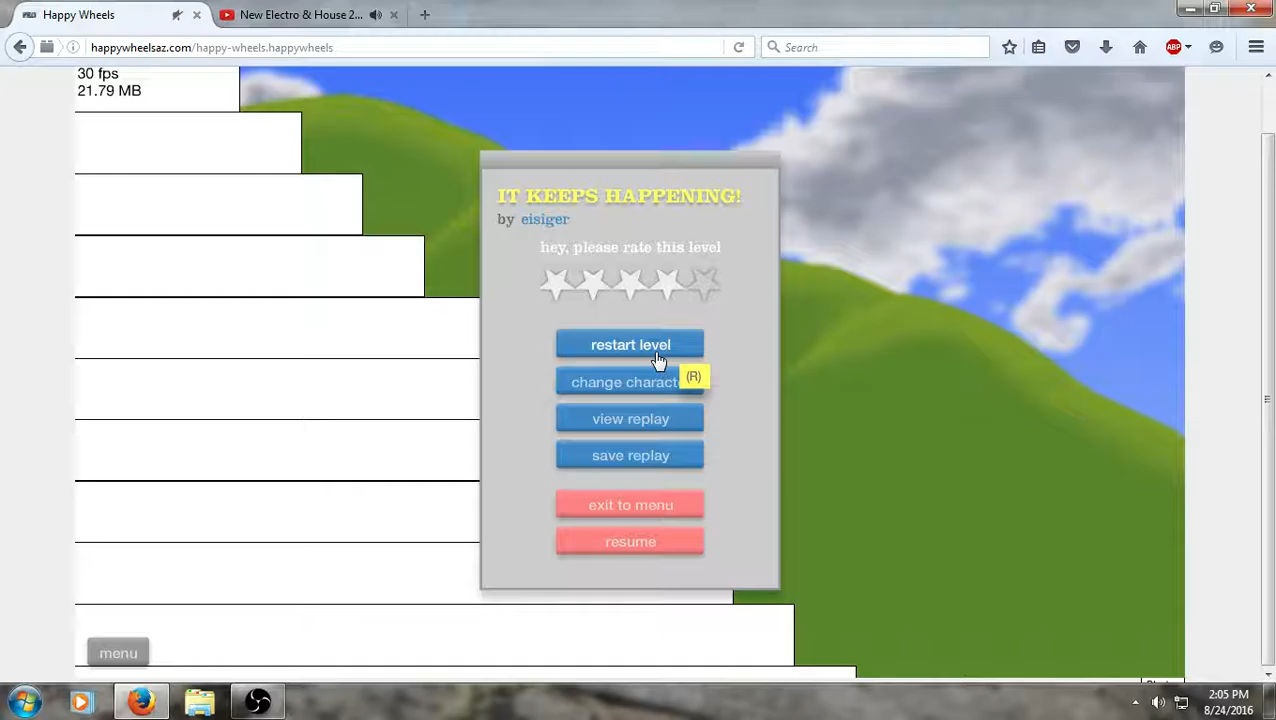 Happy Wheels
New Electro & House 2...
happywheelsaz.com/happy-wheels.happywheels
Search
ABP
30 fps
21.79 MB
IT KEEPS HAPPENING!
by eisiger
hey, please rate this level
restart level
(R)
change characte
view replay
save replay
exit to menu
resume
menu
2:05 PM
8/24/2016